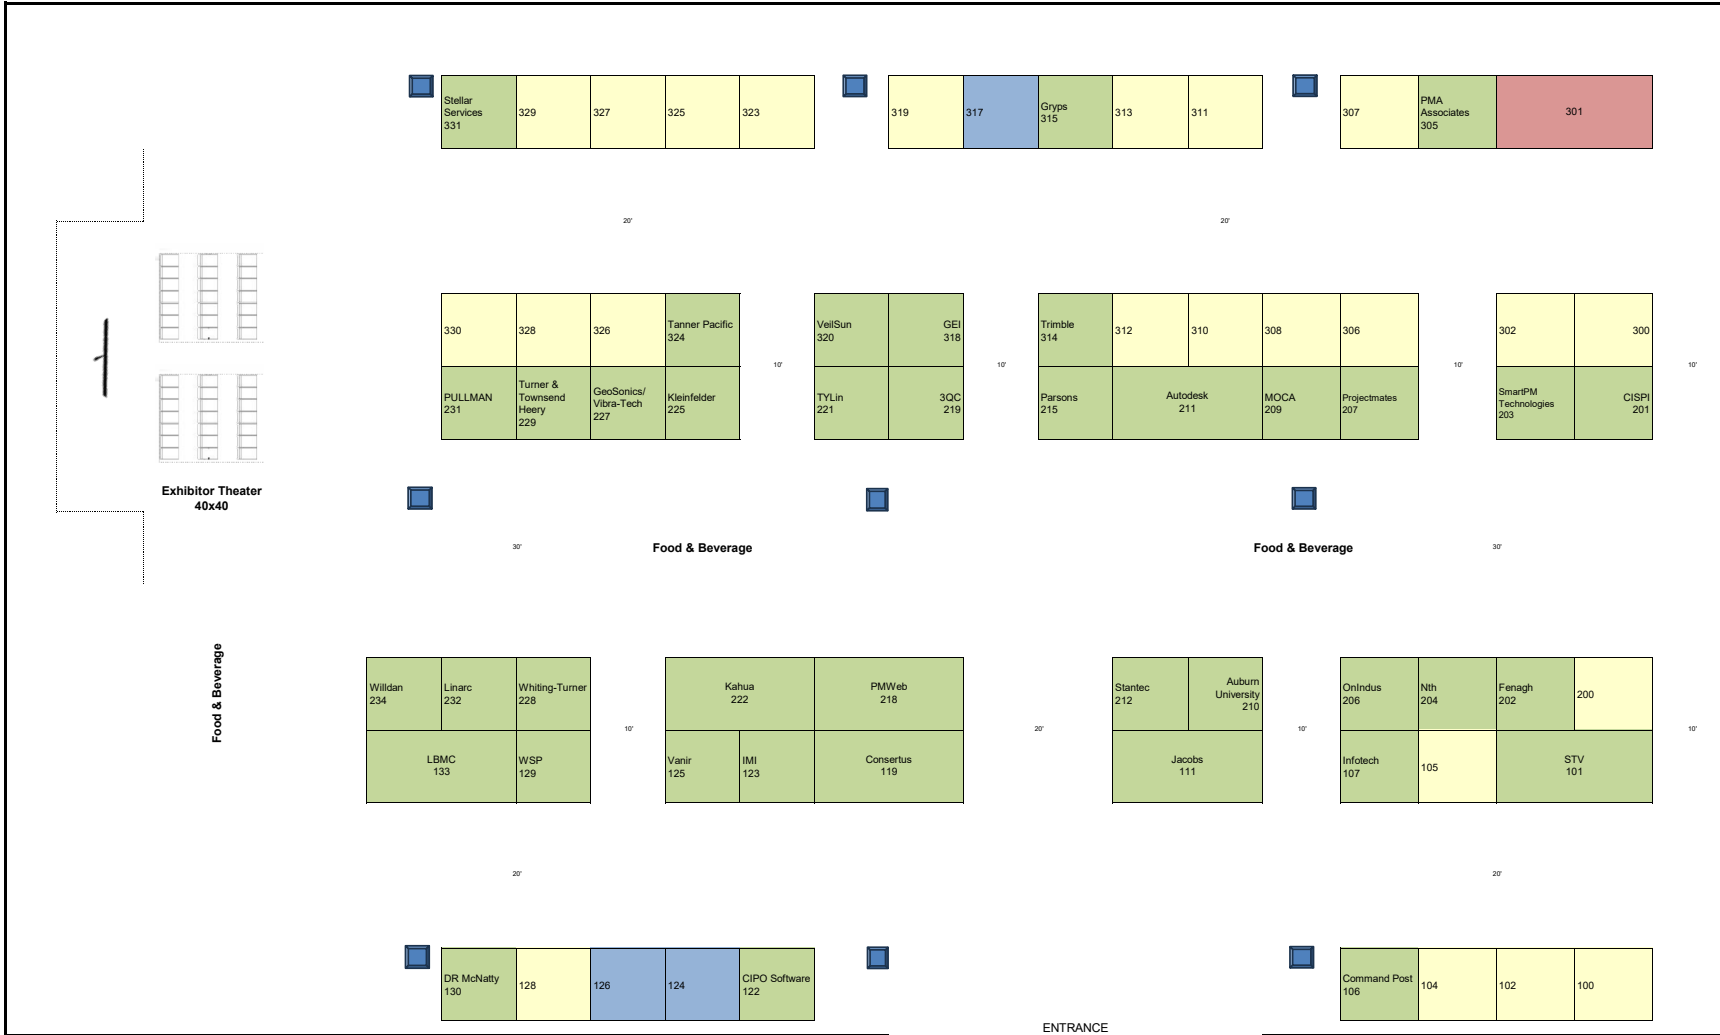 Stellar
Services
331
329
327
325
323
319
317
Gryps
315
313
311
307
PMA
Associates
305
301
20'
20'
330
328
326
Tanner Pacific
324
VeilSun
320
GEI
318
Trimble
314
312
310
308
306
302
300
10'
10'
10'
10'
PULLMAN
231
Turner &
Townsend
Heery
229
GeoSonics/
Vibra-Tech
227
Kleinfelder
225
TYLin
221
3QC
219
Parsons
215
Autodesk
211
MOCA
209
Projectmates
207
SmartPM
Technologies
203
CISPI
201
Exhibitor Theater
40x40
30'
Food & Beverage
Food & Beverage
30'
Food & Beverage
Willdan
234
Linarc
232
Whiting-Turner
228
Kahua
222
PMWeb
218
Stantec
212
Auburn
University
210
OnIndus
206
Nth
204
Fenagh
202
200
10'
20'
10'
10'
LBMC
133
WSP
129
Vanir
125
IMI
123
Consertus
119
Jacobs
111
Infotech
107
105
STV
101
20'
20'
DR McNatty
130
128
126
124
CIPO Software
122
Command Post
106
104
102
100
ENTRANCE